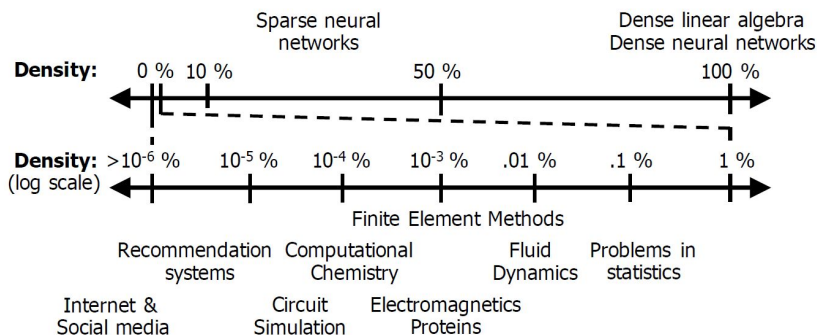 Sparse neural networks
Dense linear algebra
Dense neural networks
Density: 0 % 10 % 50 % 100 %
Density: >10⁻⁶ % 10⁻⁵ % 10⁻⁴ % 10⁻³ % .01 % .1 % 1 %
(log scale)
Finite Element Methods
Recommendation systems
Computational Chemistry
Fluid Dynamics
Problems in statistics
Internet & Social media
Circuit Simulation
Electromagnetics
Proteins